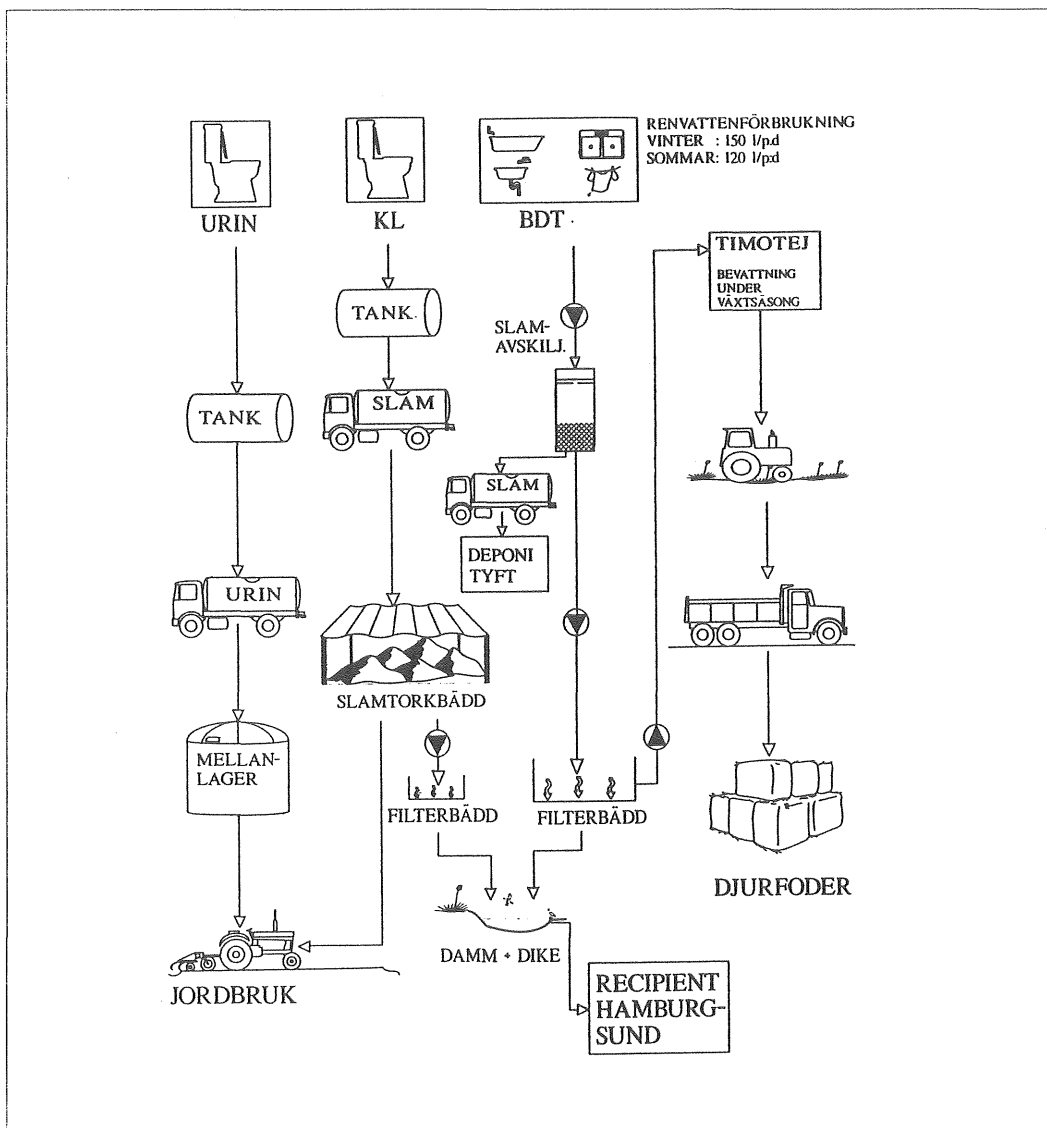 RENVATTENFÖRBRUKNING
VINTER : 150 l/p.d
SOMMAR: 120 l/p:d
URIN
KL
BDT
TIMOTEJ
BEVATTNING
UNDER
VÄXTSÄSONG
TANK
SLAM-
AVSKILJ.
SLAM
TANK
SLAM
DEPONI
TYFT
URIN
SLAMTORKBÄDD
MELLAN-
LAGER
FILTERBÄDD
FILTERBÄDD
DJURFODER
DAMM + DIKE
JORDBRUK
RECIPIENT
HAMBURG-
SUND